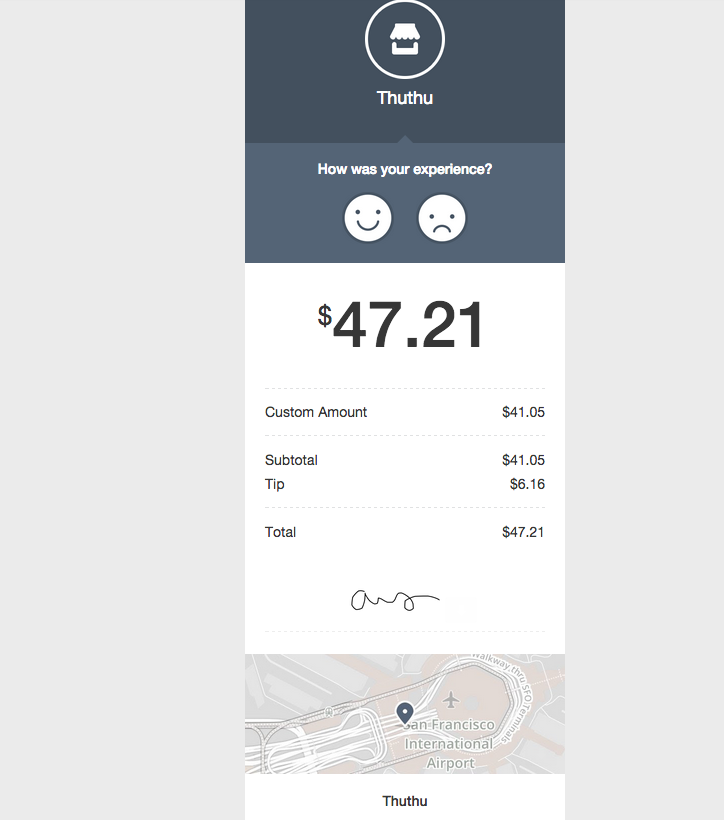 Thuthu
How was your experience?
$47.21
Custom Amount $41.05
Subtotal $41.05
Tip $6.16
Total $47.21
Walkway thru SFO Terminals
San Francisco
International
Airport
Thuthu